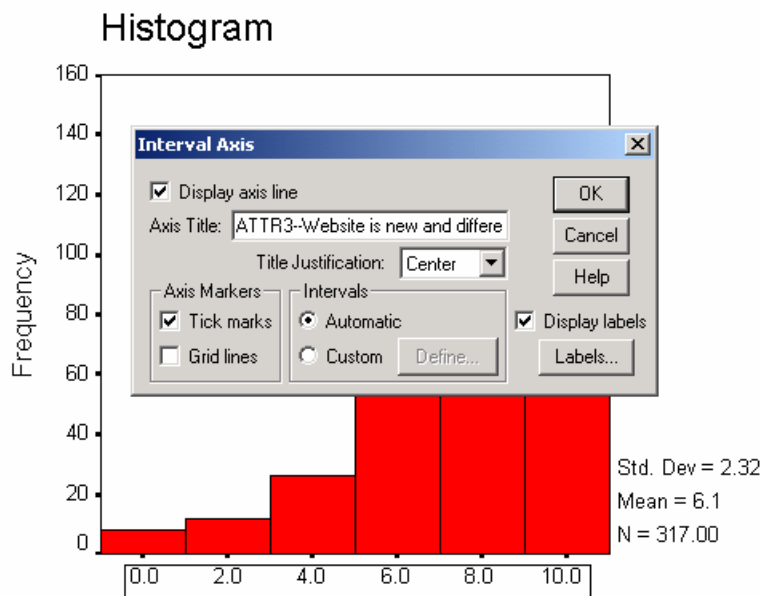 Histogram
160
140
120
100
80
60
40
20
0
Frequency
Interval Axis
Display axis line
Axis Title: ATTR3--Website is new and differe
Title Justification: Center
Axis Markers
Tick marks
Grid lines
Intervals
Automatic
Custom Define...
OK
Cancel
Help
Display labels
Labels...
Std. Dev = 2.32
Mean = 6.1
N = 317.00
0.0 2.0 4.0 6.0 8.0 10.0